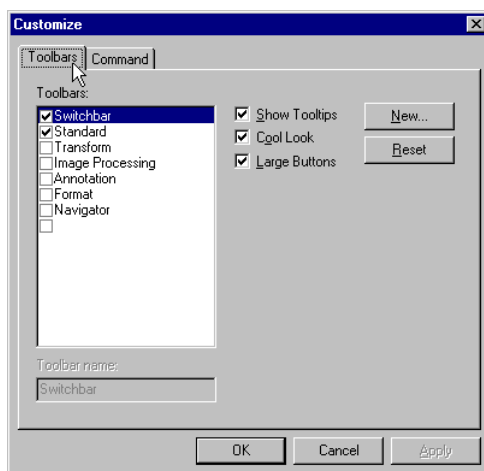 Customize
Toolbars Command
Toolbars:
Switchbar
Standard
Transform
Image Processing
Annotation
Format
Navigator
Show Tooltips
Cool Look
Large Buttons
New...
Reset
Toolbar name:
Switchbar
OK Cancel Apply